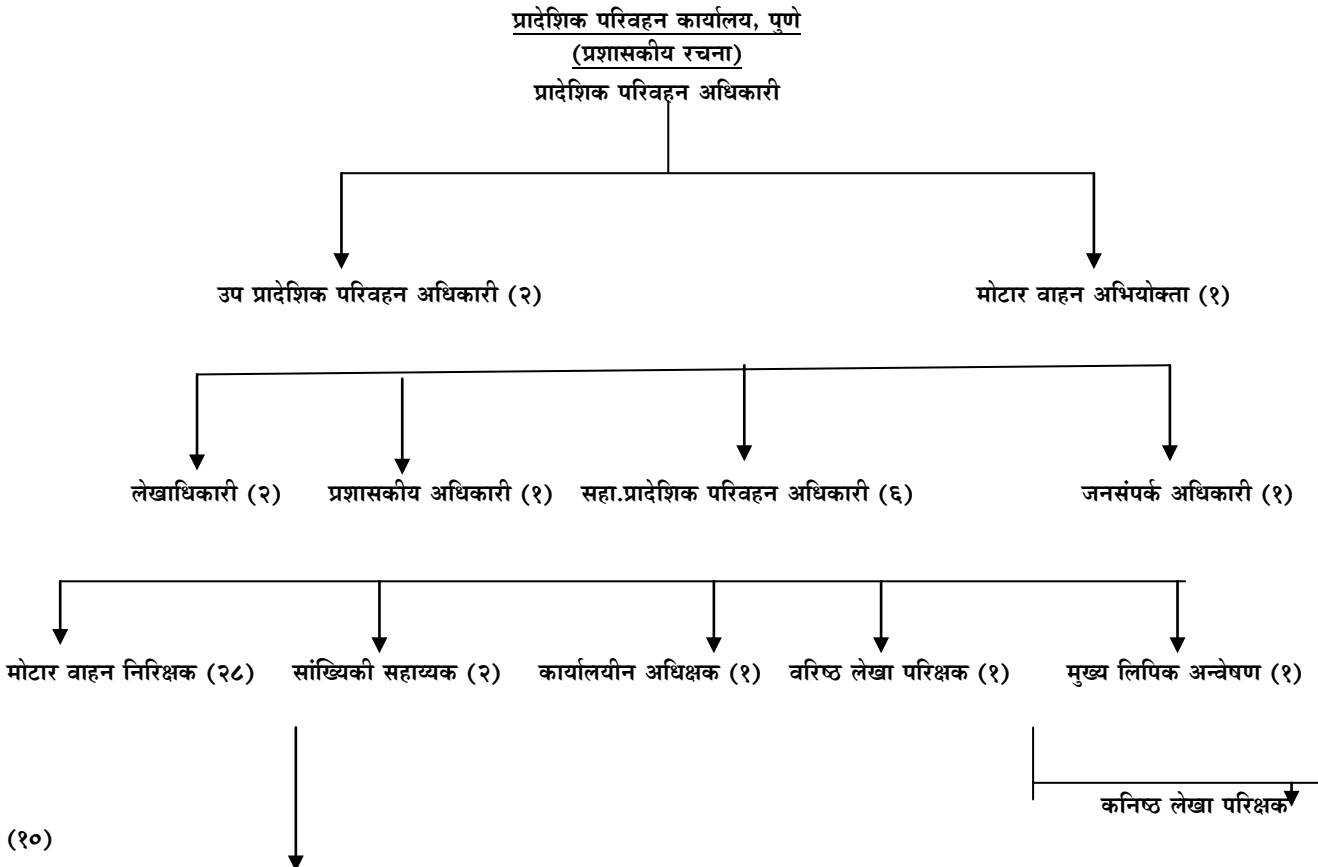 प्रादेशिक परिवहन कार्यालय, पुणे
(प्रशासकीय रचना)
प्रादेशिक परिवहन अधिकारी
उप प्रादेशिक परिवहन अधिकारी (२) मोटार वाहन अभियोक्ता (१)
लेखाधिकारी (२) प्रशासकीय अधिकारी (१) सहा.प्रादेशिक परिवहन अधिकारी (६) जनसंपर्क अधिकारी (१)
मोटार वाहन निरिक्षक (२८) सांख्यिकी सहाय्यक (२) कार्यालयीन अधिक्षक (१) वरिष्ठ लेखा परिक्षक (१) मुख्य लिपिक अन्वेषण (१)
कनिष्ठ लेखा परिक्षक
(१०)